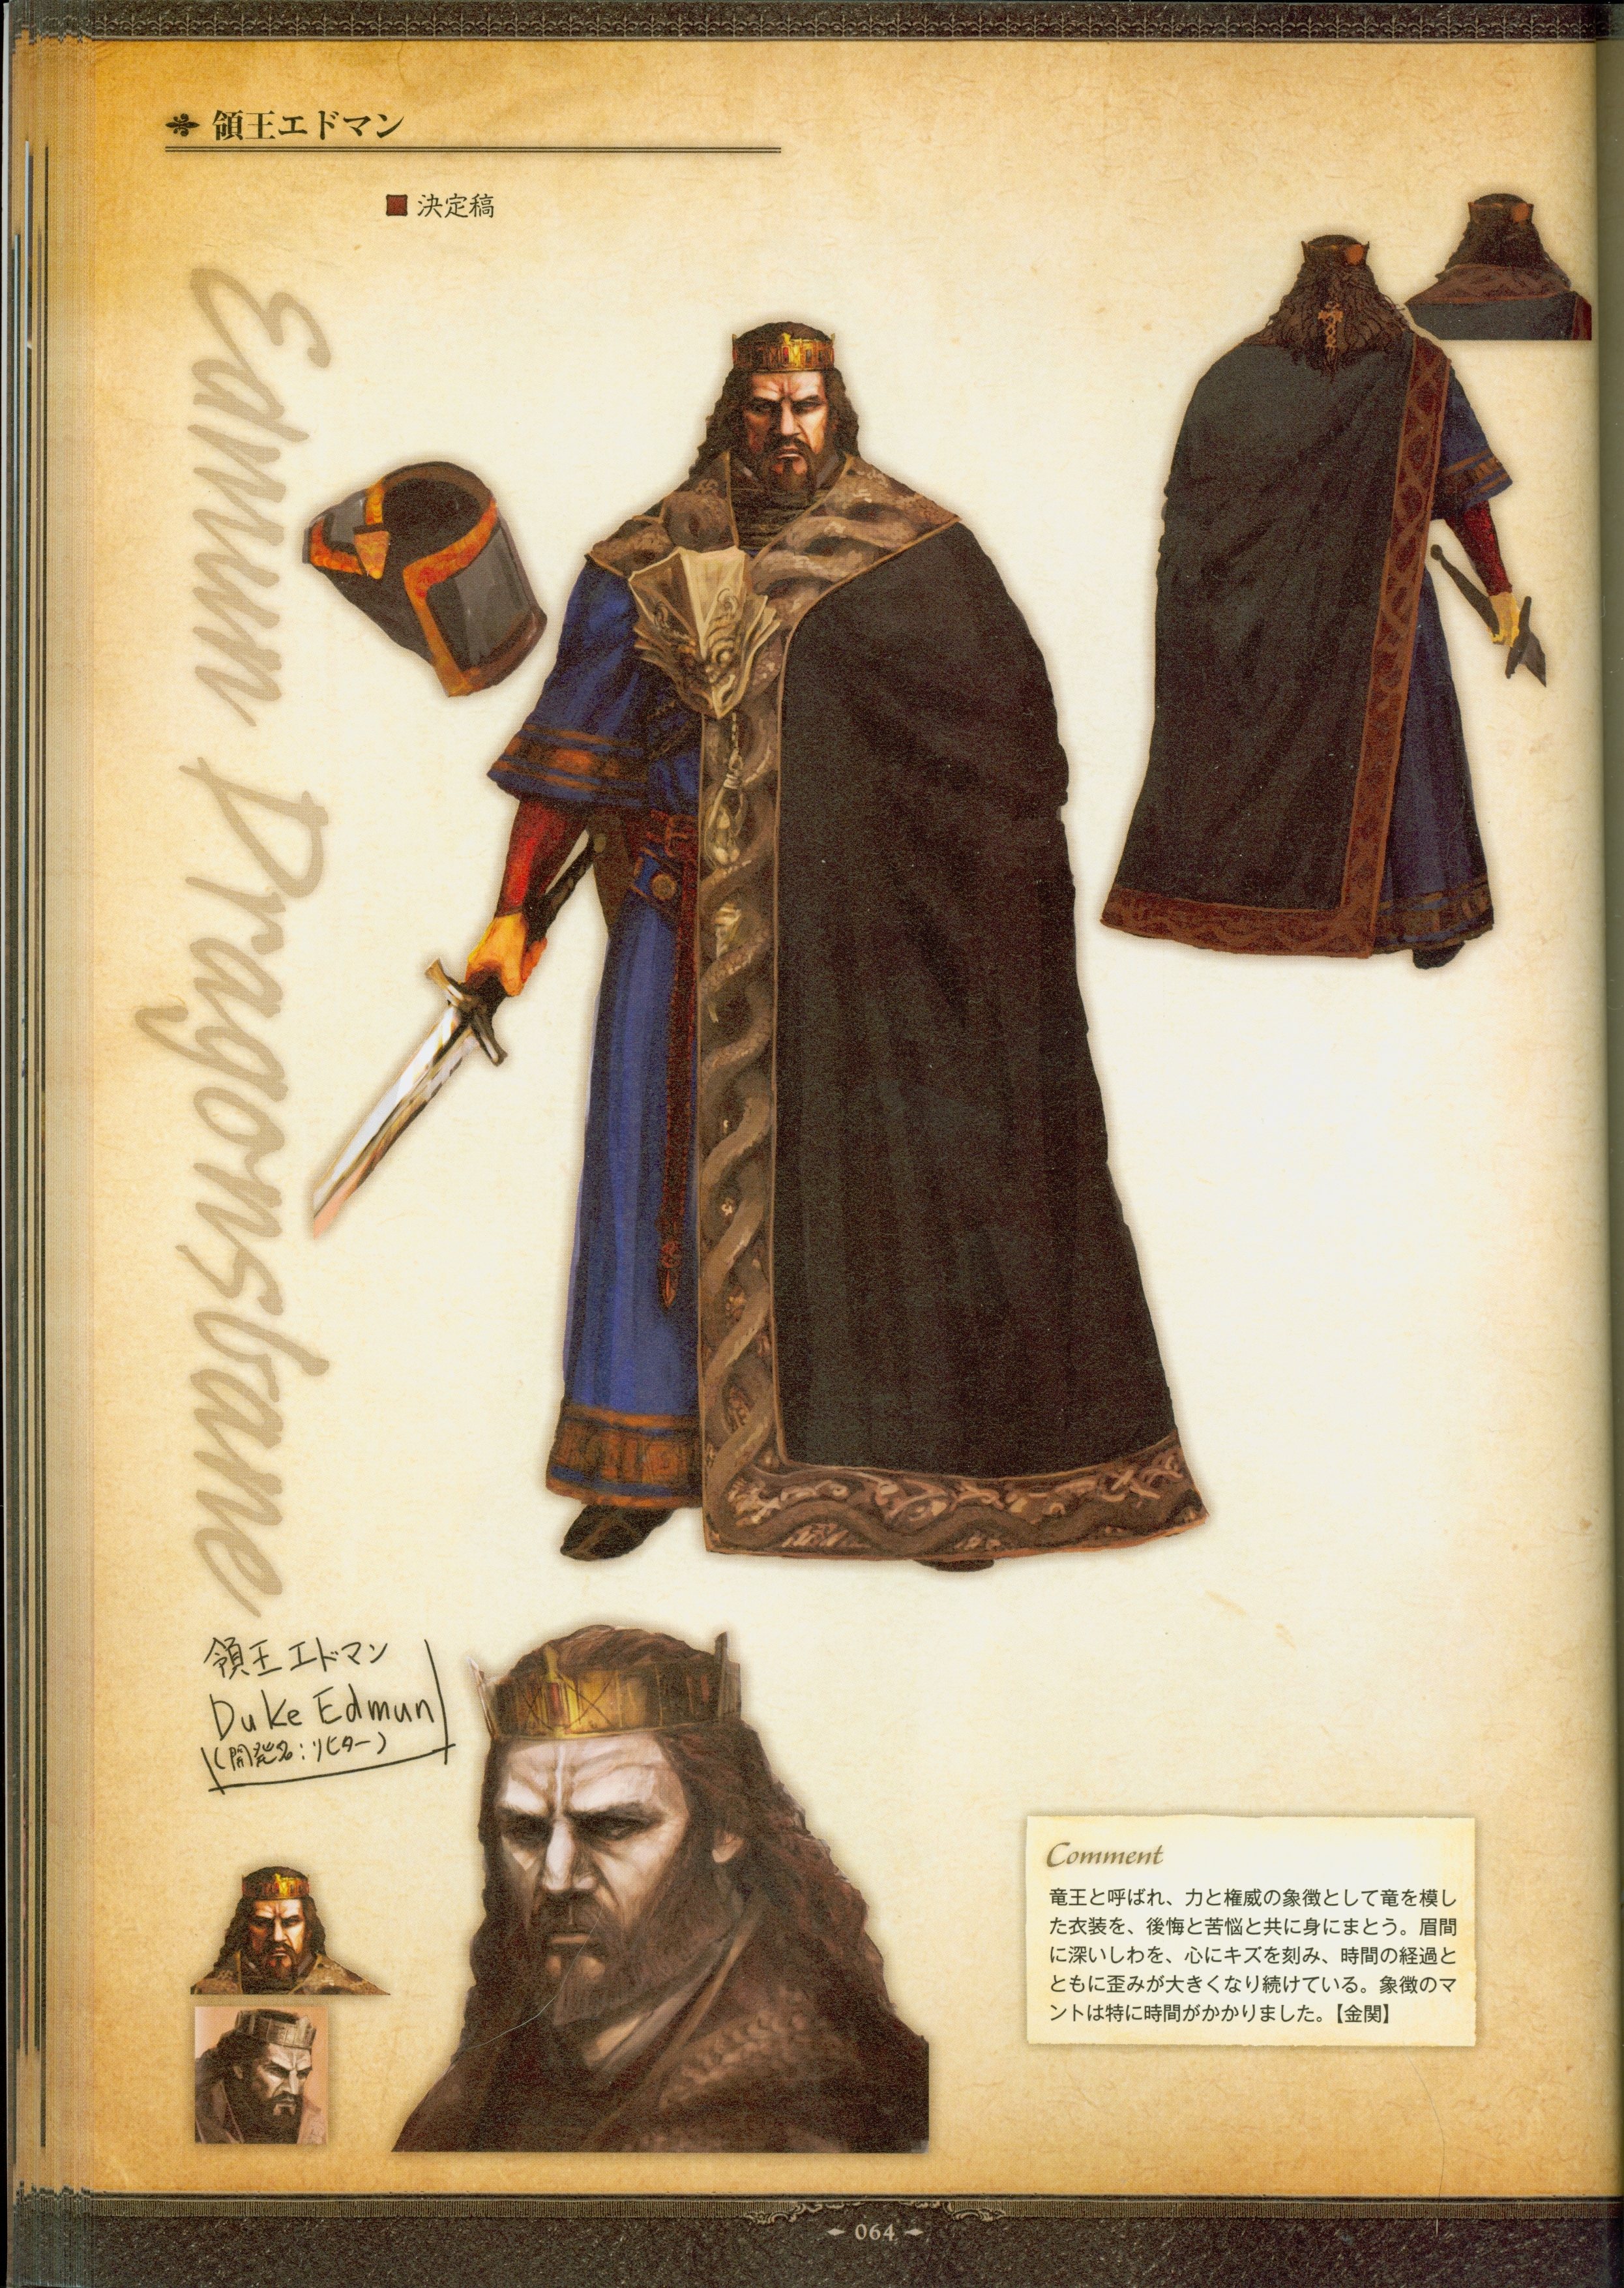 領王エドマン
決定稿
Edmun Dragonsbane
領王エドマン
Duke Edmun
(開発名:リヒター)
Comment
竜王と呼ばれ、力と権威の象徴として竜を模し
た衣装を、後悔と苦悩と共に身にまとう。眉間
に深いしわを、心にキズを刻み、時間の経過と
ともに歪みが大きくなり続けている。象徴のマ
ントは特に時間がかかりました。【金関】
064